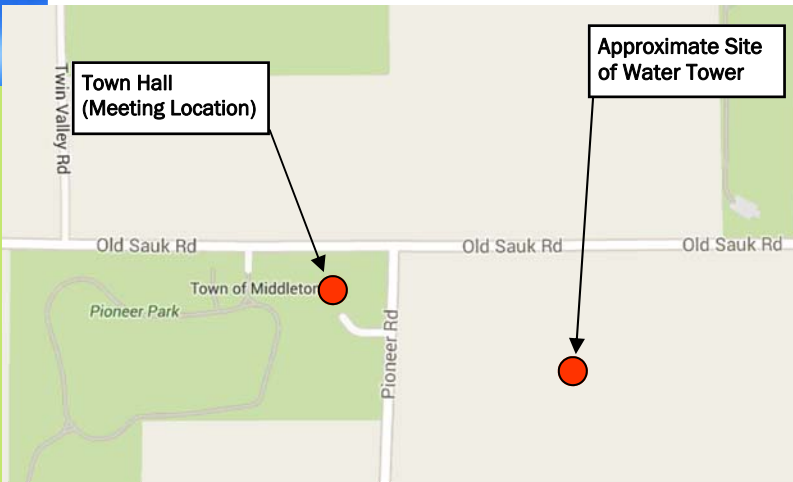 Approximate Site
of Water Tower
Town Hall
(Meeting Location)
Twin Valley Rd
Old Sauk Rd
Old Sauk Rd
Old Sauk Rd
Town of Middleton
Pioneer Park
Pioneer Rd